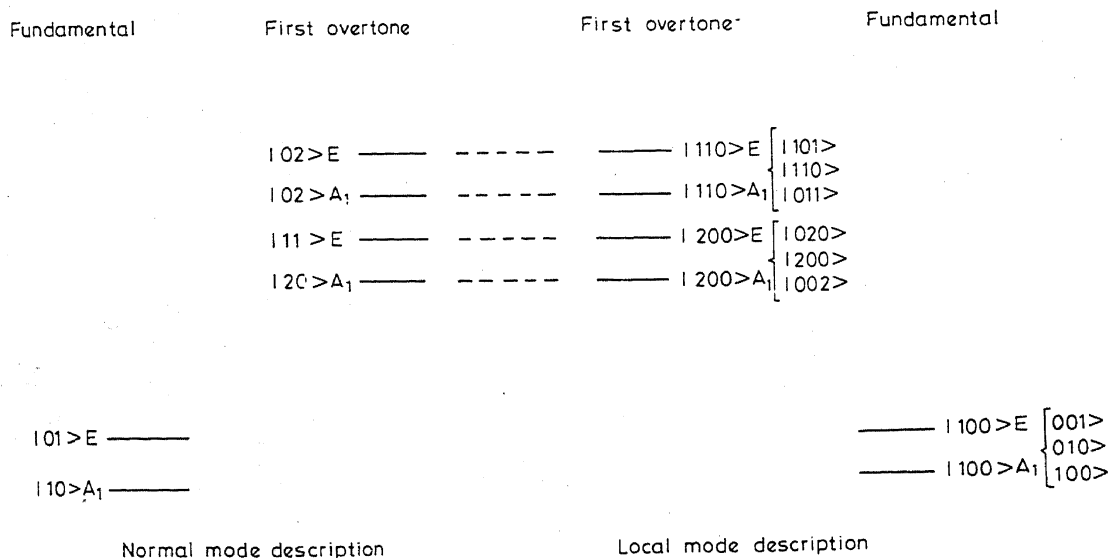 Fundamental First overtone First overtone Fundamental
|02>E |110>E |101>
|110>
|02>A₁ |110>A₁ |011>
|11>E |200>E |020>
|200>
|20>A₁ |200>A₁ |002>
|01>E |100>E 001>
010>
|10>A₁ |100>A₁ 100>
Normal mode description Local mode description